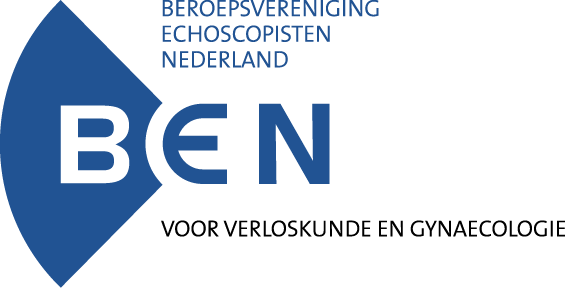 BEROEPSVERENIGING
ECHOSCOPISTEN
NEDERLAND
BEN
VOOR VERLOSKUNDE EN GYNAECOLOGIE